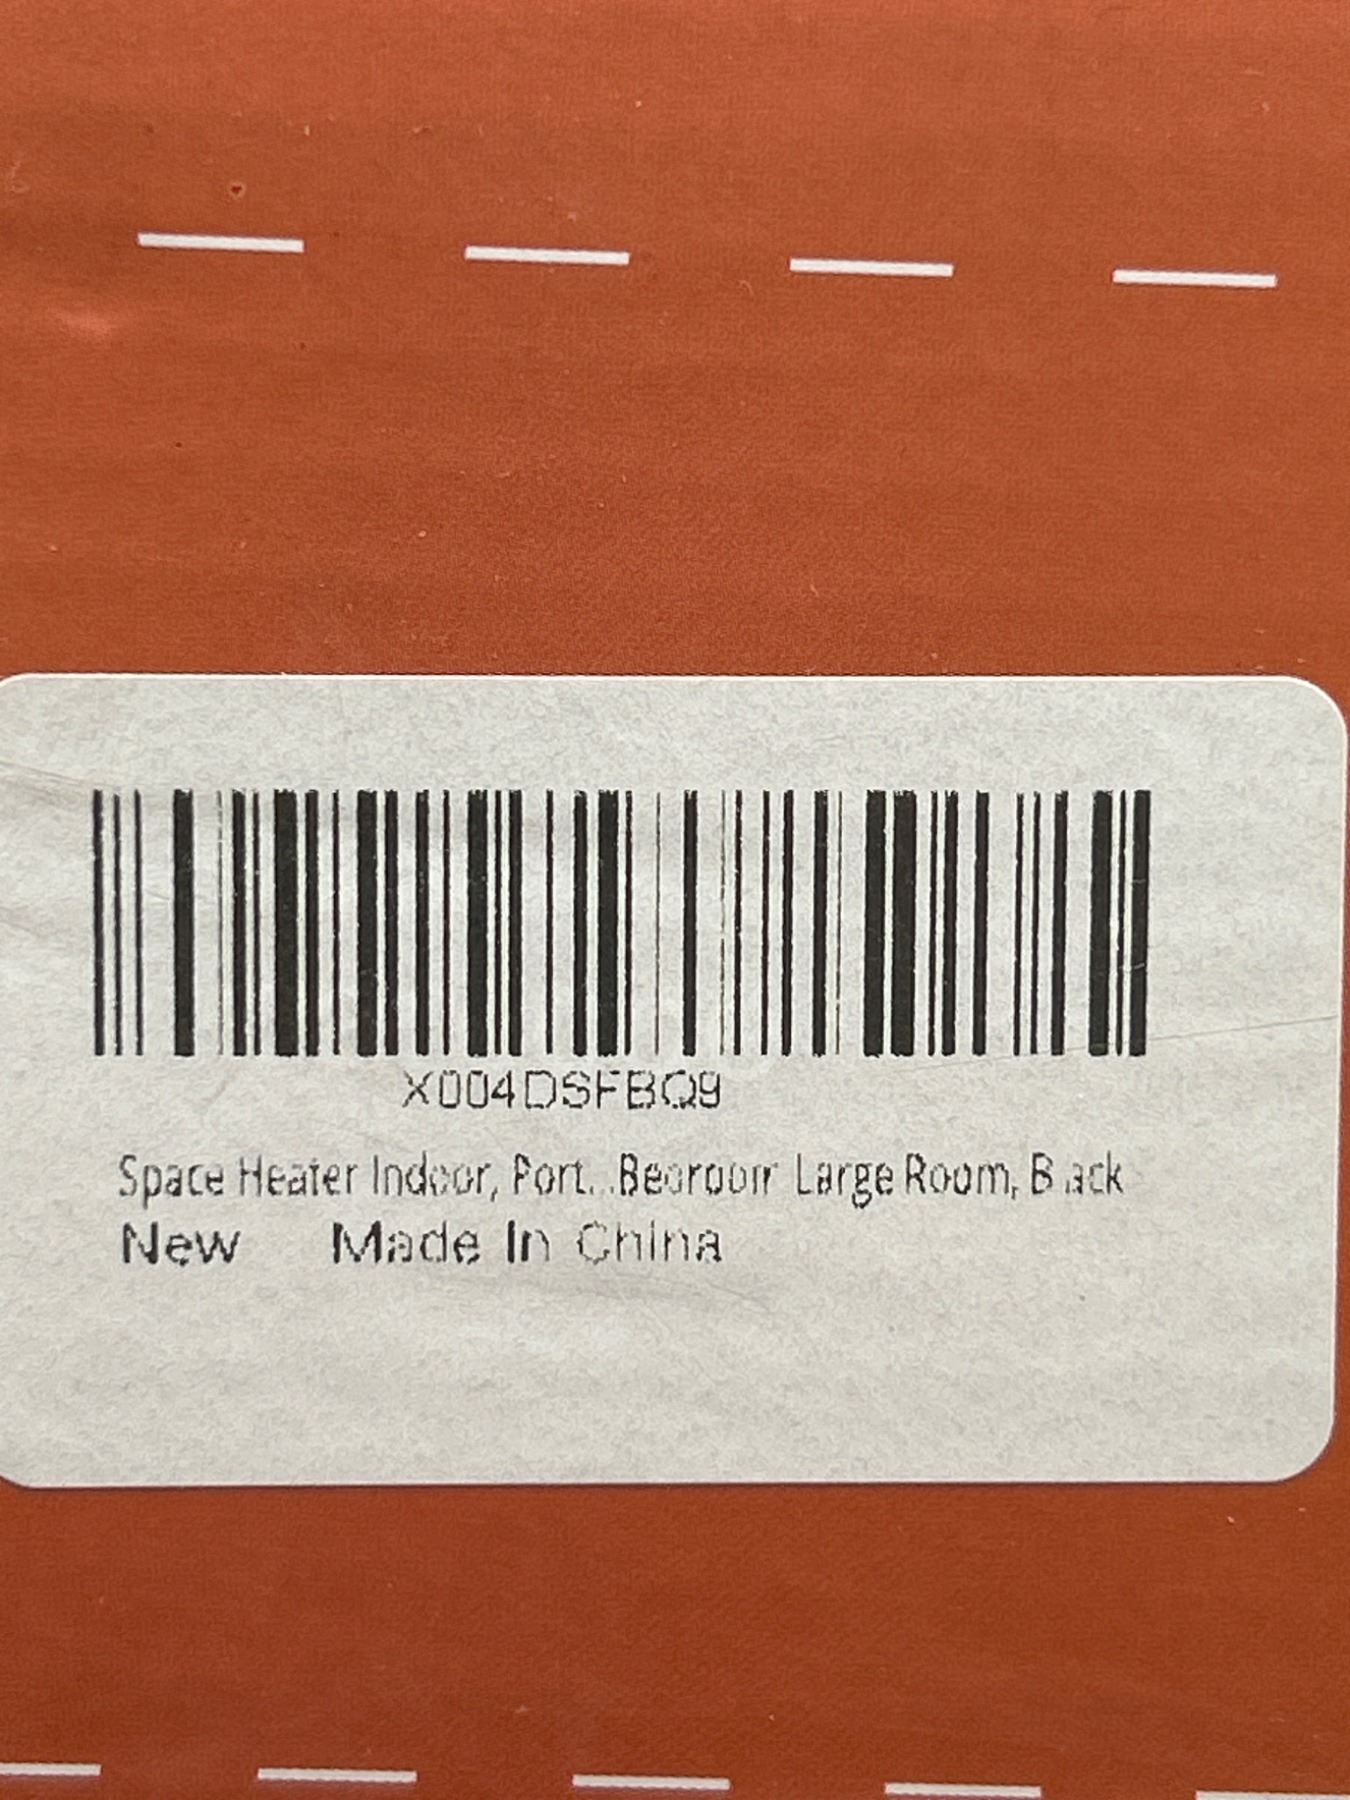 X004DSFBQ9
Space Heater Indoor, Port...Bedroom Large Room, Black
New Made In China